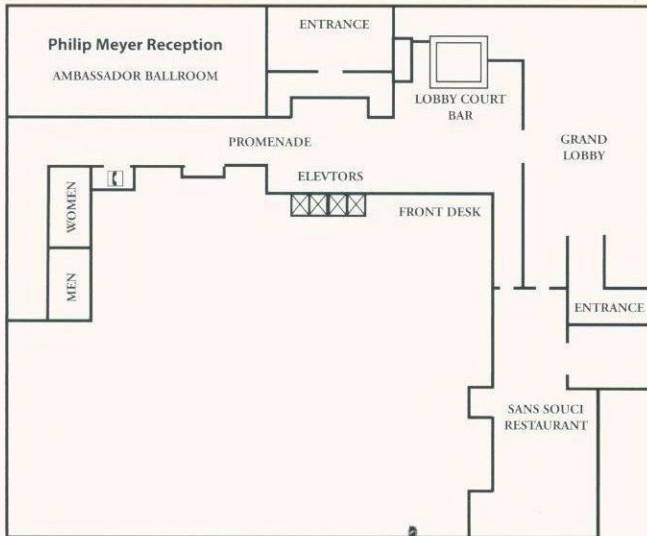 Philip Meyer Reception
AMBASSADOR BALLROOM
ENTRANCE
LOBBY COURT
BAR
GRAND
LOBBY
PROMENADE
ELEVTORS
FRONT DESK
WOMEN
MEN
ENTRANCE
SANS SOUCI
RESTAURANT